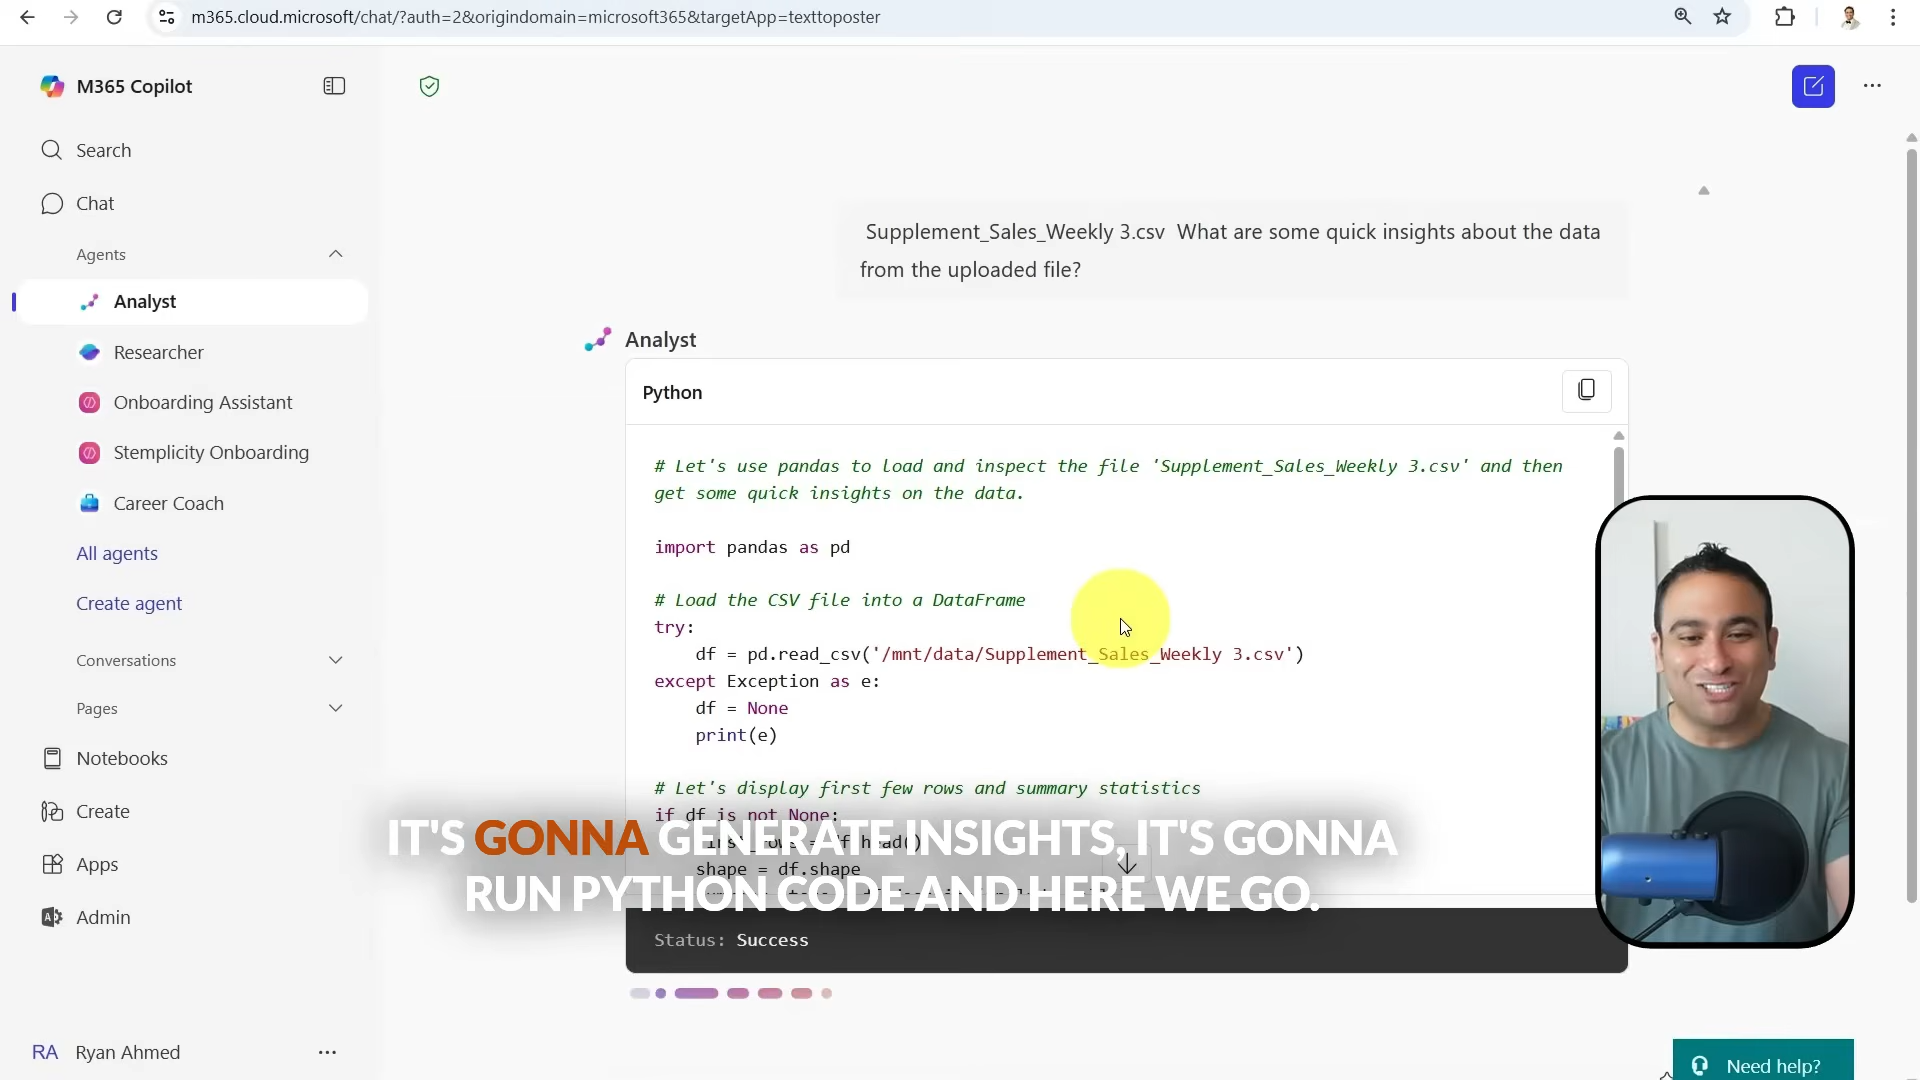 m365.cloud.microsoft/chat/?auth=2&origindomain=microsoft365&targetApp=texttoposter
M365 Copilot
Search
Chat
Agents
Analyst
Researcher
Onboarding Assistant
Stemplicity Onboarding
Career Coach
All agents
Create agent
Conversations
Pages
Notebooks
Create
Apps
Admin
RA Ryan Ahmed
Supplement_Sales_Weekly 3.csv What are some quick insights about the data
from the uploaded file?
Analyst
Python
# Let's use pandas to load and inspect the file 'Supplement_Sales_Weekly 3.csv' and then
get some quick insights on the data.
import pandas as pd
# Load the CSV file into a DataFrame
try:
df = pd.read_csv('/mnt/data/Supplement_Sales_Weekly 3.csv')
except Exception as e:
df = None
print(e)
# Let's display first few rows and summary statistics
if df is not None:
shape = df.shape
IT'S GONNA GENERATE INSIGHTS, IT'S GONNA
RUN PYTHON CODE AND HERE WE GO.
Status: Success
Need help?